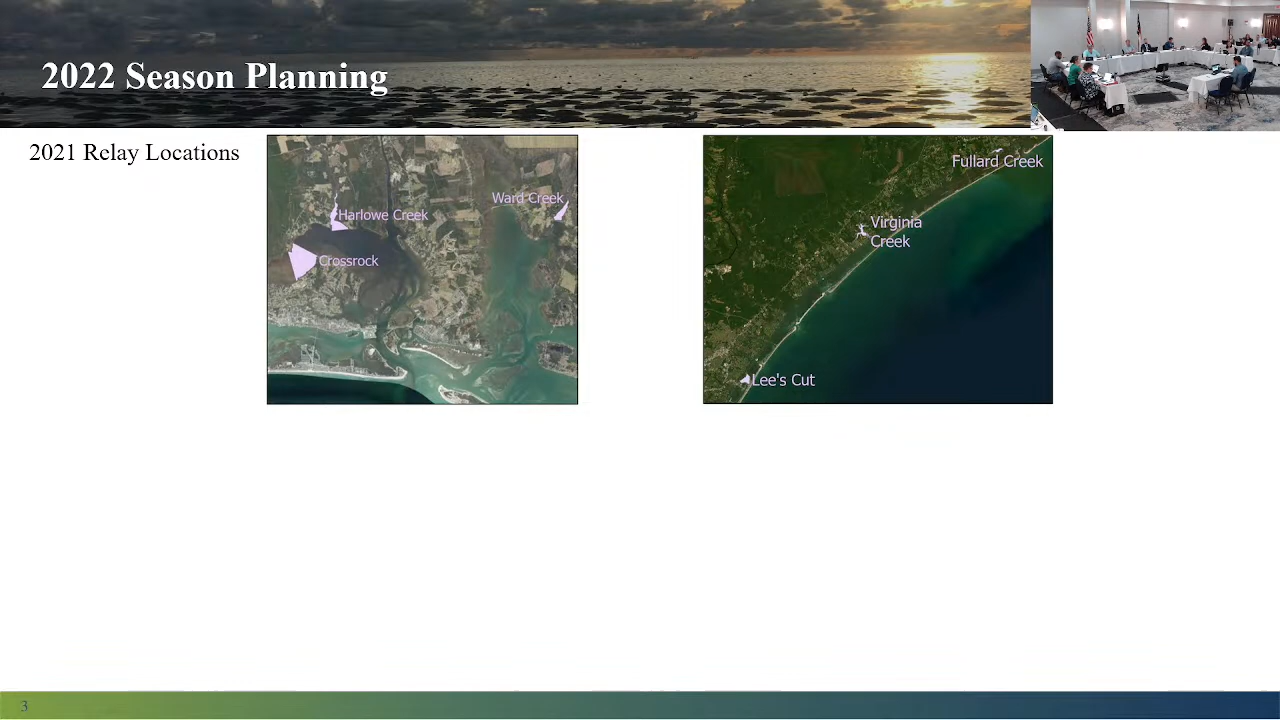 2022 Season Planning
2021 Relay Locations
Harlowe Creek
Ward Creek
Crossrock
Fullard Creek
Virginia
Creek
Lee's Cut
3